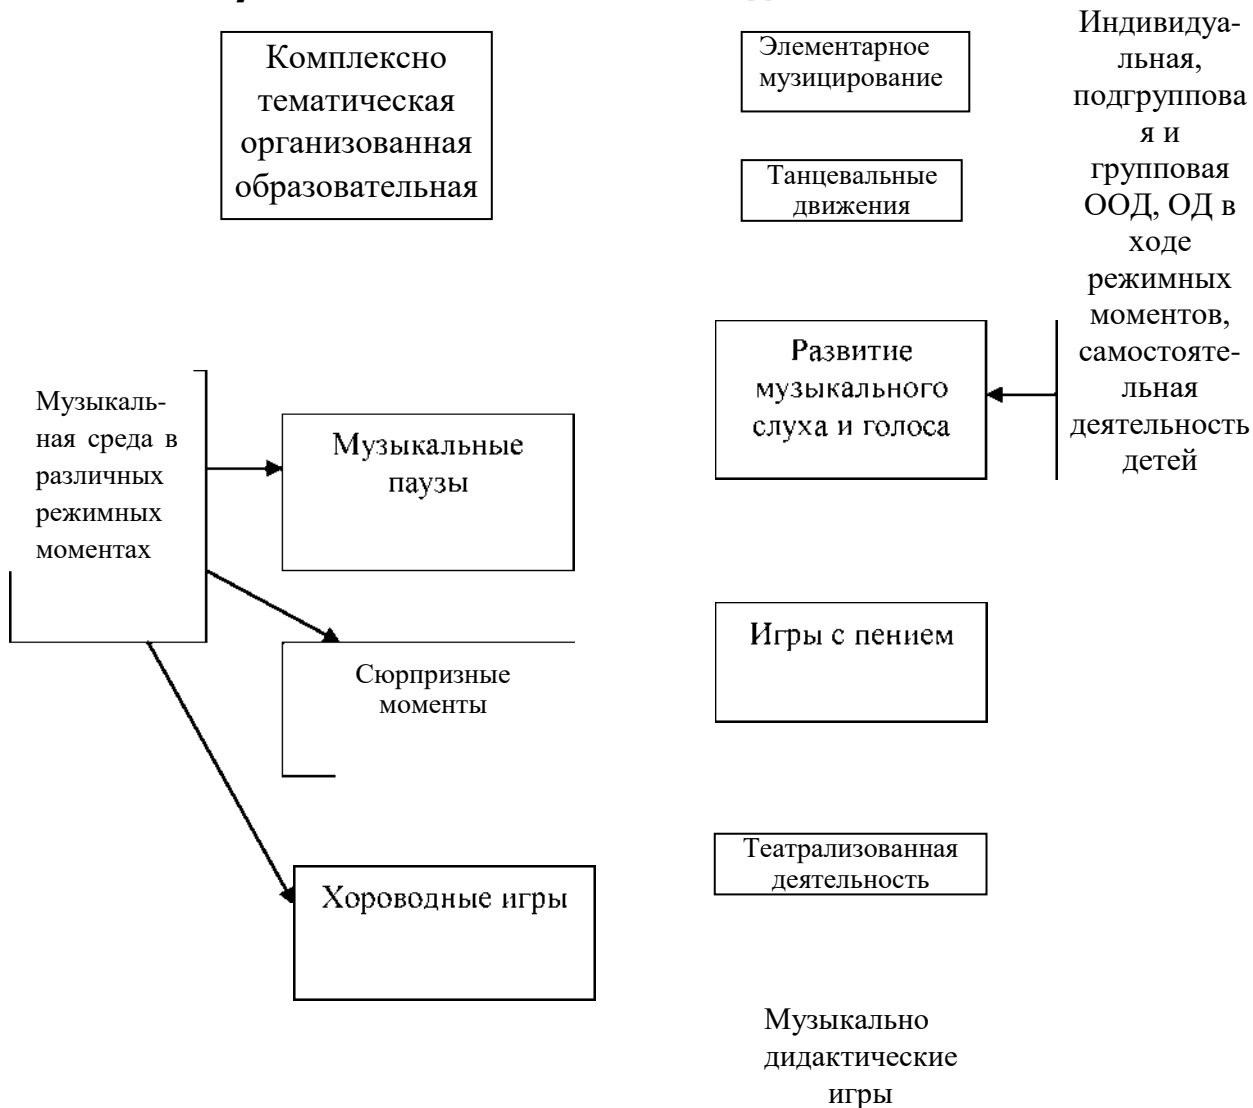 Комплексно
тематическая
организованная
образовательная
Элементарное
музицирование
Танцевальные
движения
Индивидуа-
льная,
подгруппова
я и
групповая
ООД, ОД в
ходе
режимных
моментов,
самостояте-
льная
деятельность
детей
Развитие
музыкального
слуха и голоса
Музыкаль-
ная среда в
различных
режимных
моментах
Музыкальные
паузы
Игры с пением
Сюрпризные
моменты
Театрализованная
деятельность
Хороводные игры
Музыкально
дидактические
игры